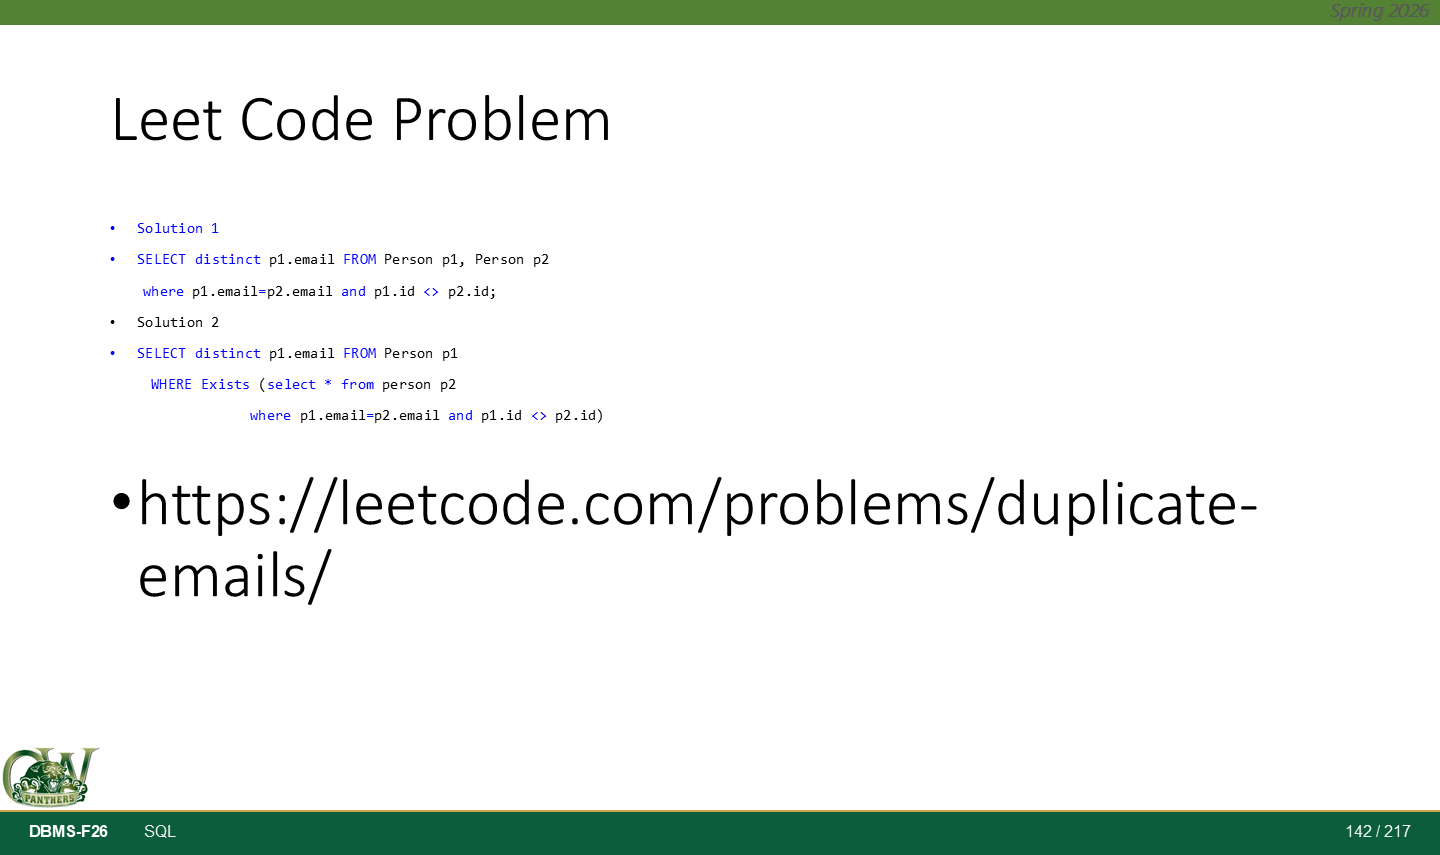 Spring 2026
Leet Code Problem
• Solution 1
• SELECT distinct p1.email FROM Person p1, Person p2
where p1.email=p2.email and p1.id <> p2.id;
• Solution 2
• SELECT distinct p1.email FROM Person p1
WHERE Exists (select * from person p2
where p1.email=p2.email and p1.id <> p2.id)
•https://leetcode.com/problems/duplicate-
emails/
OW
PANTHERS
DBMS-F26 SQL 142 / 217